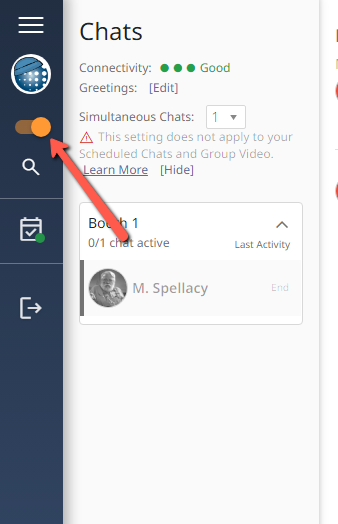 Chats
Connectivity: Good
Greetings: [Edit]
Simultaneous Chats: 1
This setting does not apply to your
Scheduled Chats and Group Video.
Learn More [Hide]
Booth 1
0/1 chat active Last Activity
M. Spellacy End